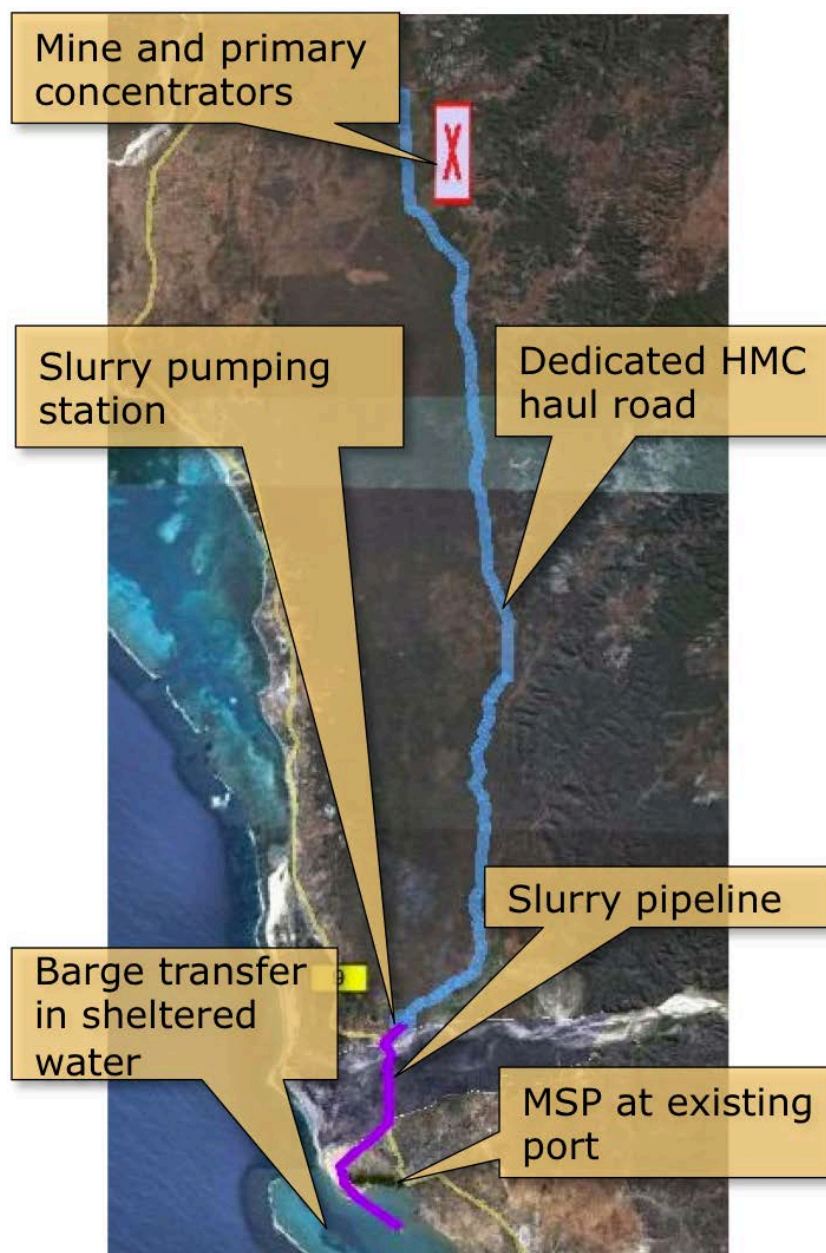 Mine and primary
concentrators
X
Slurry pumping
station
Dedicated HMC
haul road
Slurry pipeline
9
Barge transfer
in sheltered
water
MSP at existing
port